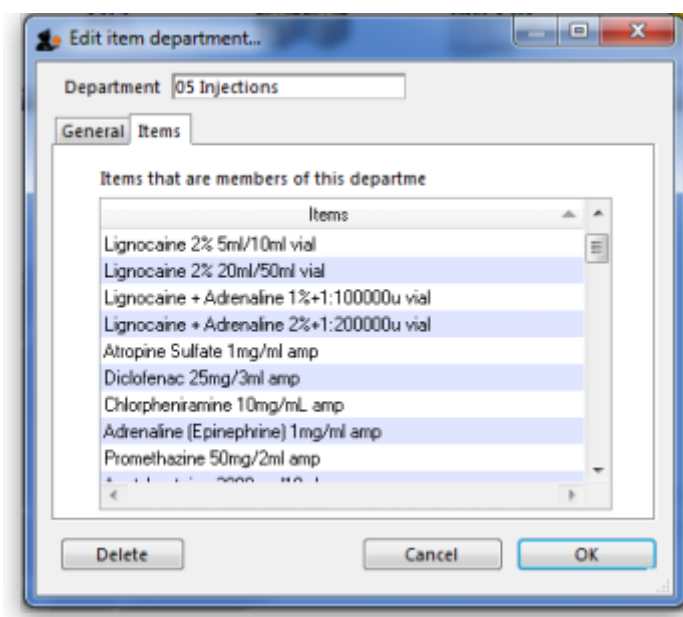 Edit item department...
Department 05 Injections
General Items
Items that are members of this departme
Items
Lignocaine 2% 5ml/10ml vial
Lignocaine 2% 20ml/50ml vial
Lignocaine + Adrenaline 1%+1:100000u vial
Lignocaine + Adrenaline 2%+1:200000u vial
Atropine Sulfate 1mg/ml amp
Diclofenac 25mg/3ml amp
Chlorpheniramine 10mg/mL amp
Adrenaline (Epinephrine) 1mg/ml amp
Promethazine 50mg/2ml amp
Delete Cancel OK